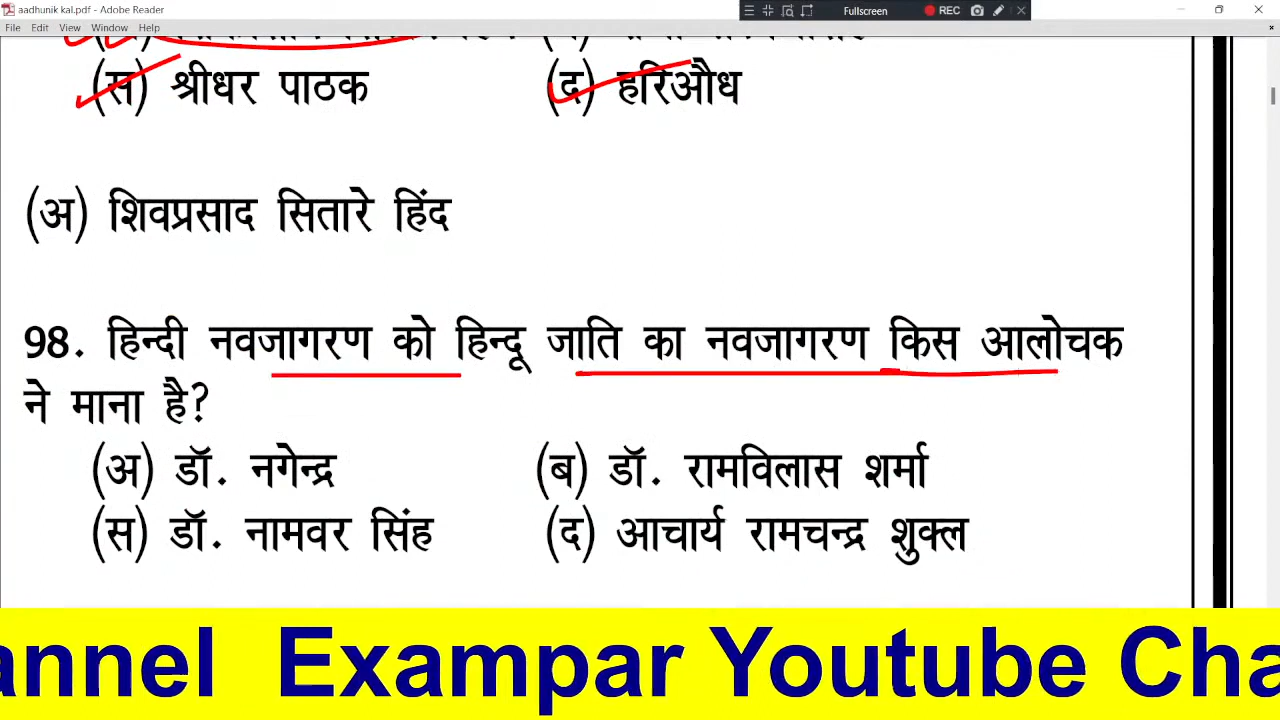 aadhunik kal.pdf - Adobe Reader
Fullscreen REC
File Edit View Window Help
(स) श्रीधर पाठक (द) हरिऔध
(अ) शिवप्रसाद सितारे हिंद
98. हिन्दी नवजागरण को हिन्दू जाति का नवजागरण किस आलोचक
ने माना है?
(अ) डॉ. नगेन्द्र (ब) डॉ. रामविलास शर्मा
(स) डॉ. नामवर सिंह (द) आचार्य रामचन्द्र शुक्ल
annel Exampar Youtube Cha